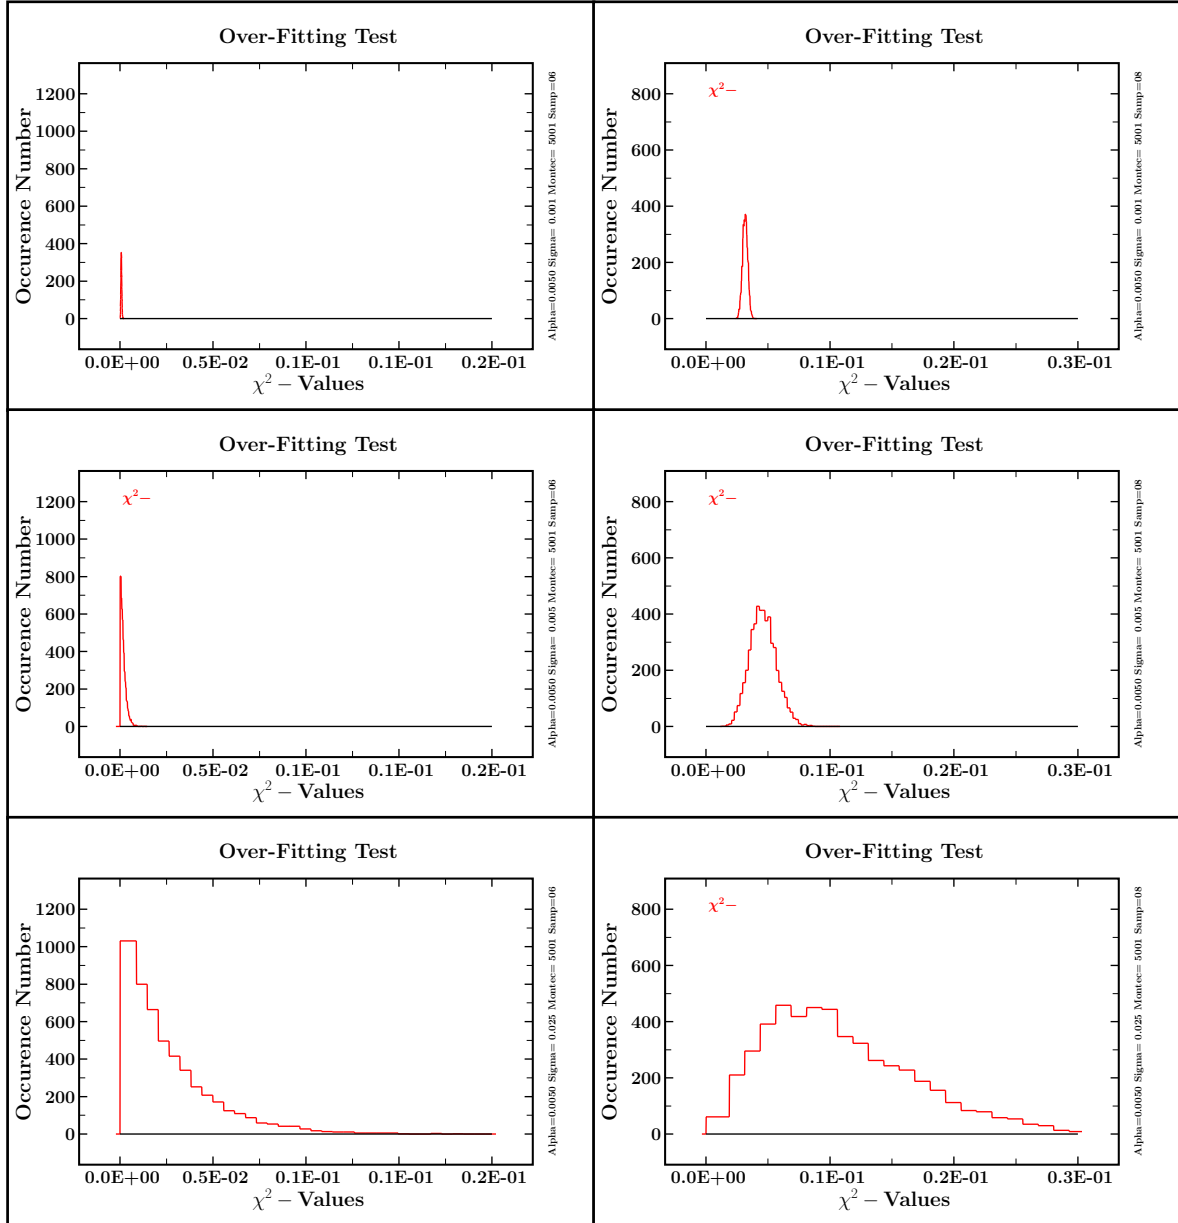 Over-Fitting Test
1200
1000
800
600
400
200
0
Occurence Number
0.0E+00 0.5E-02 0.1E-01 0.1E-01 0.2E-01
χ² − Values
Alpha=0.0050 Sigma= 0.001 Montec= 5001 Samp=06
Over-Fitting Test
χ²−
800
600
400
200
0
Occurence Number
0.0E+00 0.1E-01 0.2E-01 0.3E-01
χ² − Values
Alpha=0.0050 Sigma= 0.001 Montec= 5001 Samp=08
Over-Fitting Test
χ²−
1200
1000
800
600
400
200
0
Occurence Number
0.0E+00 0.5E-02 0.1E-01 0.1E-01 0.2E-01
χ² − Values
Alpha=0.0050 Sigma= 0.005 Montec= 5001 Samp=06
Over-Fitting Test
χ²−
800
600
400
200
0
Occurence Number
0.0E+00 0.1E-01 0.2E-01 0.3E-01
χ² − Values
Alpha=0.0050 Sigma= 0.005 Montec= 5001 Samp=08
Over-Fitting Test
1200
1000
800
600
400
200
0
Occurence Number
0.0E+00 0.5E-02 0.1E-01 0.1E-01 0.2E-01
χ² − Values
Alpha=0.0050 Sigma= 0.025 Montec= 5001 Samp=06
Over-Fitting Test
χ²−
800
600
400
200
0
Occurence Number
0.0E+00 0.1E-01 0.2E-01 0.3E-01
χ² − Values
Alpha=0.0050 Sigma= 0.025 Montec= 5001 Samp=08